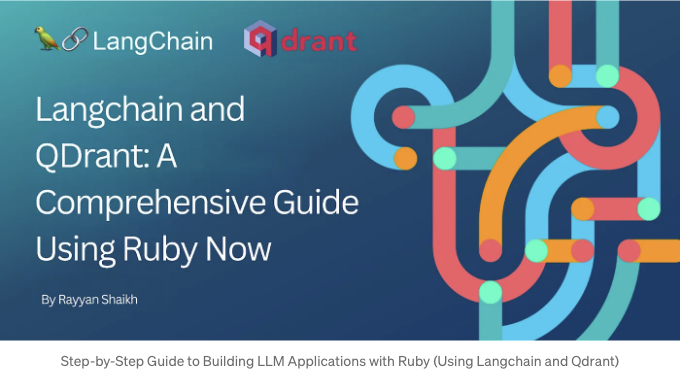 LangChain
qdrant
Langchain and
QDrant: A
Comprehensive Guide
Using Ruby Now
By Rayyan Shaikh
Step-by-Step Guide to Building LLM Applications with Ruby (Using Langchain and Qdrant)